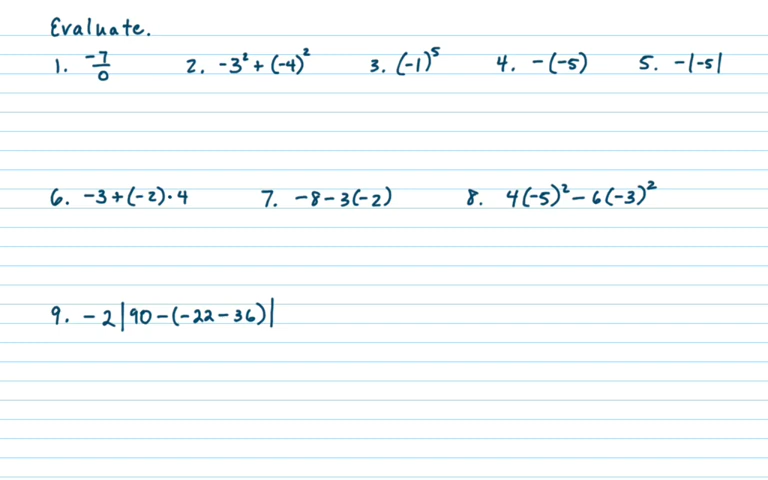 Evaluate.
1. -7/0 2. -3² + (-4)² 3. (-1)⁵ 4. -(-5) 5. -|-5|
6. -3+(-2)·4 7. -8-3(-2) 8. 4(-5)²-6(-3)²
9. -2|90-(-22-36)|